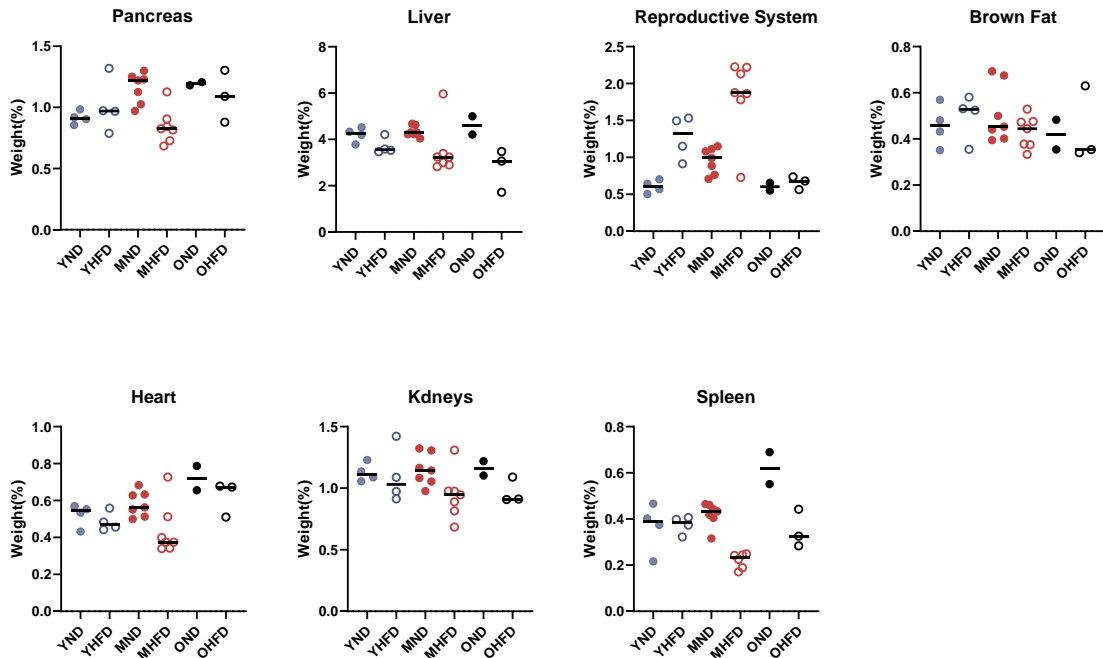 Pancreas
Weight(%)
1.5
1.0
0.5
0.0
YND
YHFD
MND
MHFD
OND
OHFD
Liver
Weight(%)
8
6
4
2
0
YND
YHFD
MND
MHFD
OND
OHFD
Reproductive System
Weight(%)
2.5
2.0
1.5
1.0
0.5
0.0
YND
YHFD
MND
MHFD
OND
OHFD
Brown Fat
Weight(%)
0.8
0.6
0.4
0.2
0.0
YND
YHFD
MND
MHFD
OND
OHFD
Heart
Weight(%)
1.0
0.8
0.6
0.4
0.2
0.0
YND
YHFD
MND
MHFD
OND
OHFD
Kdneys
Weight(%)
1.5
1.0
0.5
0.0
YND
YHFD
MND
MHFD
OND
OHFD
Spleen
Weight(%)
0.8
0.6
0.4
0.2
0.0
YND
YHFD
MND
MHFD
OND
OHFD